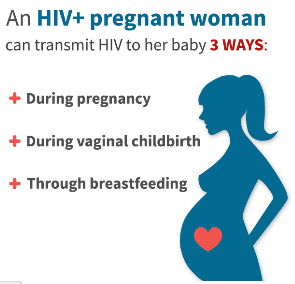 An HIV+ pregnant woman
can transmit HIV to her baby 3 WAYS:
+ During pregnancy
+ During vaginal childbirth
+ Through breastfeeding